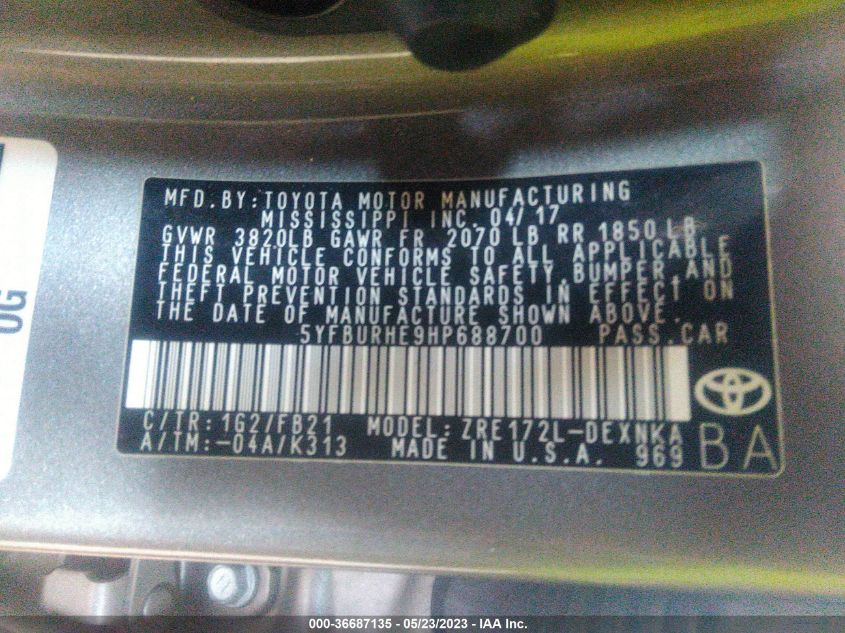 OG
MFD. BY: TOYOTA MOTOR MANUFACTURING
MISSISSIPPI INC. 04/17
GVWR 3820LB GAWR FR 2070 LB RR 1850 LB
THIS VEHICLE CONFORMS TO ALL APPLICABLE
FEDERAL MOTOR VEHICLE SAFETY, BUMPER, AND
THEFT PREVENTION STANDARDS IN EFFECT ON
THE DATE OF MANUFACTURE SHOWN ABOVE.
5YFBURHE9HP688700 PASS. CAR
C/TR: 1G2/FB21 MODEL: ZRE172L-DEXNKA
A/TM: -04A/K313 MADE IN U.S.A. 969
BA
000-36687135 - 05/23/2023 - IAA Inc.